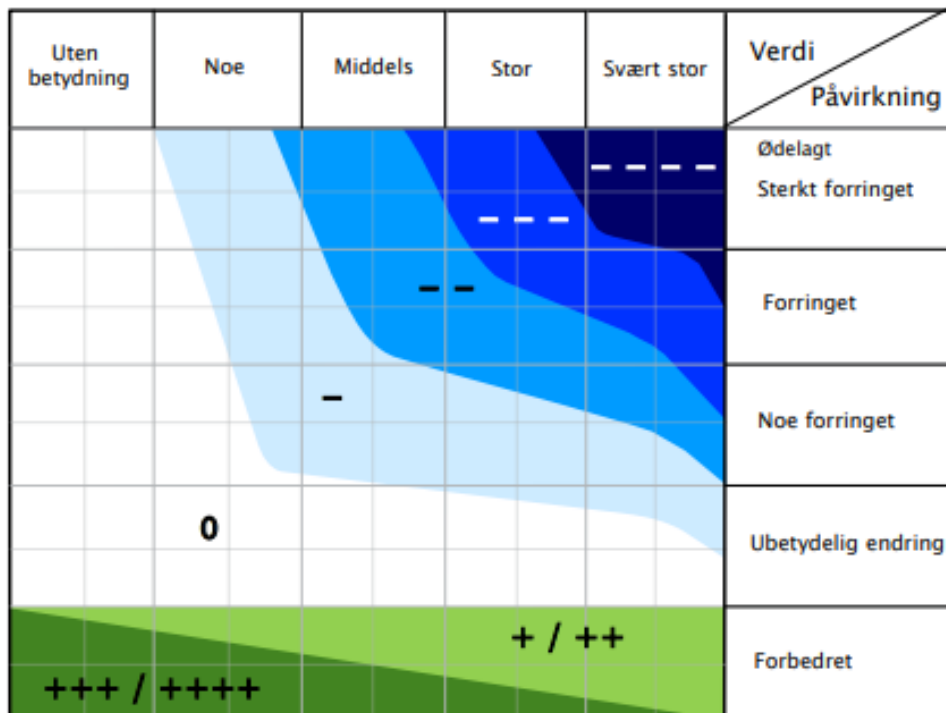 Uten
betydning
Noe
Middels
Stor
Svært stor
Verdi
Påvirkning
Ødelagt
– – – –
Sterkt forringet
– – –
– –
Forringet
–
Noe forringet
0
Ubetydelig endring
+ / ++
Forbedret
+++ / ++++